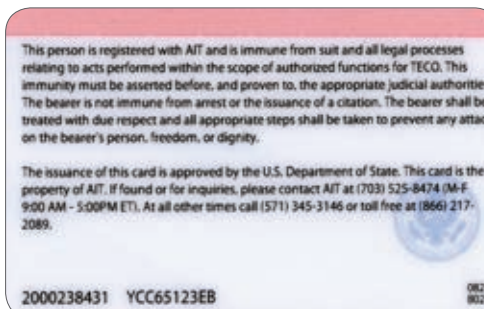 This person is registered with AIT and is immune from suit and all legal processes
relating to acts performed within the scope of authorized functions for TECO. This
immunity must be asserted before, and proven to, the appropriate judicial authoritie
The bearer is not immune from arrest or the issuance of a citation. The bearer shall be
treated with due respect and all appropriate steps shall be taken to prevent any attac
on the bearer's person, freedom, or dignity.
The issuance of this card is approved by the U.S. Department of State. This card is the
property of AIT. If found or for inquiries, please contact AIT at (703) 525-8474 (M-F
9:00 AM - 5:00PM ET). At all other times call (571) 345-3146 or toll free at (866) 217-
2089.
2000238431 YCC65123EB